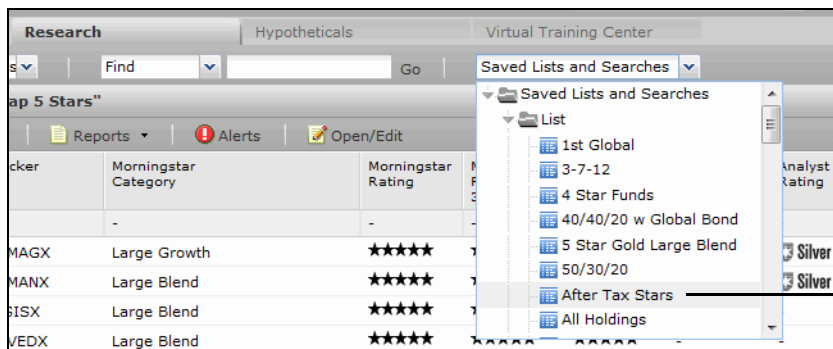 Research Hypotheticals Virtual Training Center
s Find Go Saved Lists and Searches
ap 5 Stars"
Saved Lists and Searches
List
Reports Alerts Open/Edit
1st Global
3-7-12
4 Star Funds
40/40/20 w Global Bond
5 Star Gold Large Blend
50/30/20
After Tax Stars
All Holdings
cker Morningstar Category Morningstar Rating Analyst Rating
- - -
MAGX Large Growth ★★★★★ Silver
MANX Large Blend ★★★★★ Silver
SISX Large Blend ★★★★★
VEDX Large Blend ★★★★★